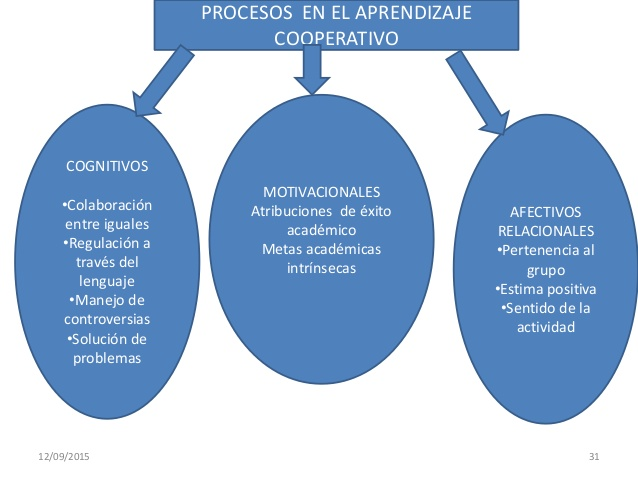 PROCESOS EN EL APRENDIZAJE
COOPERATIVO
COGNITIVOS
•Colaboración
entre iguales
•Regulación a
través del
lenguaje
•Manejo de
controversias
•Solución de
problemas
MOTIVACIONALES
Atribuciones de éxito
académico
Metas académicas
intrínsecas
AFECTIVOS
RELACIONALES
•Pertenencia al
grupo
•Estima positiva
•Sentido de la
actividad
12/09/2015
31